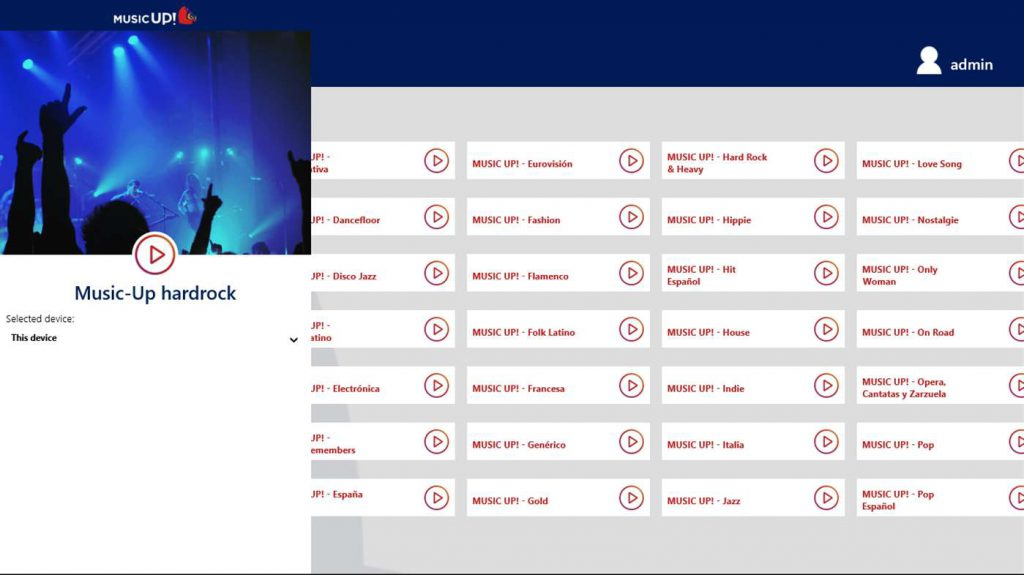 MUSIC UP!
admin
Music-Up hardrock
Selected device:
This device
UP! -
MUSIC UP! - Eurovisión
MUSIC UP! - Hard Rock
& Heavy
MUSIC UP! - Love Song
UP! - Dancefloor
MUSIC UP! - Fashion
MUSIC UP! - Hippie
MUSIC UP! - Nostalgie
UP! - Disco Jazz
MUSIC UP! - Flamenco
MUSIC UP! - Hit
Español
MUSIC UP! - Only
Woman
UP! -
atino
MUSIC UP! - Folk Latino
MUSIC UP! - House
MUSIC UP! - On Road
UP! - Electrónica
MUSIC UP! - Francesa
MUSIC UP! - Indie
MUSIC UP! - Opera,
Cantatas y Zarzuela
UP! -
emembers
MUSIC UP! - Genérico
MUSIC UP! - Italia
MUSIC UP! - Pop
UP! - España
MUSIC UP! - Gold
MUSIC UP! - Jazz
MUSIC UP! - Pop
Español